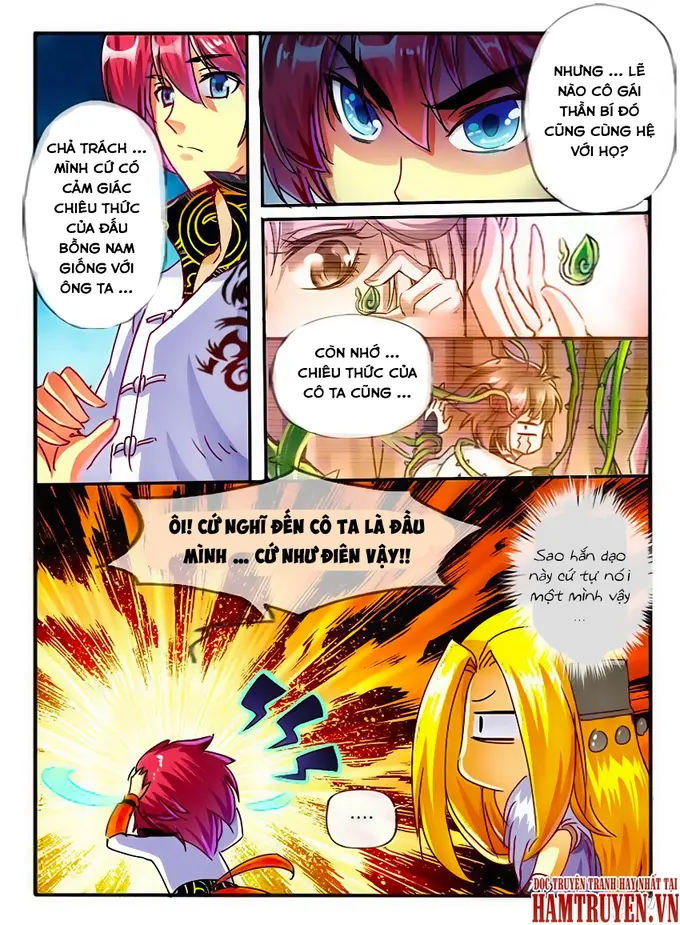 CHẢ TRÁCH ...
MÌNH CỨ CÓ
CẢM GIÁC
CHIÊU THỨC
CỦA ĐẤU
BỒNG NAM
GIỐNG VỚI
ÔNG TA ...
NHƯNG ... LẼ
NÀO CÔ GÁI
THẦN BÍ ĐÓ
CŨNG CÙNG HỆ
VỚI HỌ?
CÒN NHỚ ...
CHIÊU THỨC CỦA
CÔ TA CŨNG ...
ÔI! CỨ NGHĨ ĐẾN CÔ TA LÀ ĐẦU
MÌNH ... CỨ NHƯ ĐIÊN VẬY!!
Sao hắn dạo
này cứ tự nói
một mình vậy
...
....
ĐỌC TRUYỆN TRANH HAY NHẤT TẠI
HAMTRUYEN.VN